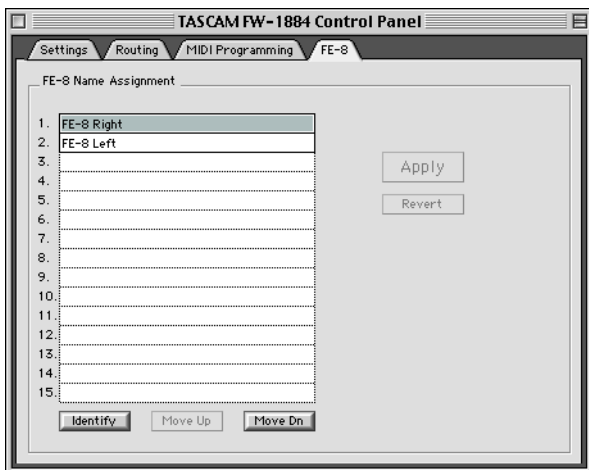 TASCAM FW-1884 Control Panel
Settings Routing MIDI Programming FE-8
FE-8 Name Assignment
1. FE-8 Right
2. FE-8 Left
3.
4.
5.
6.
7.
8.
9.
10.
11.
12.
13.
14.
15.
Apply
Revert
Identify Move Up Move Dn